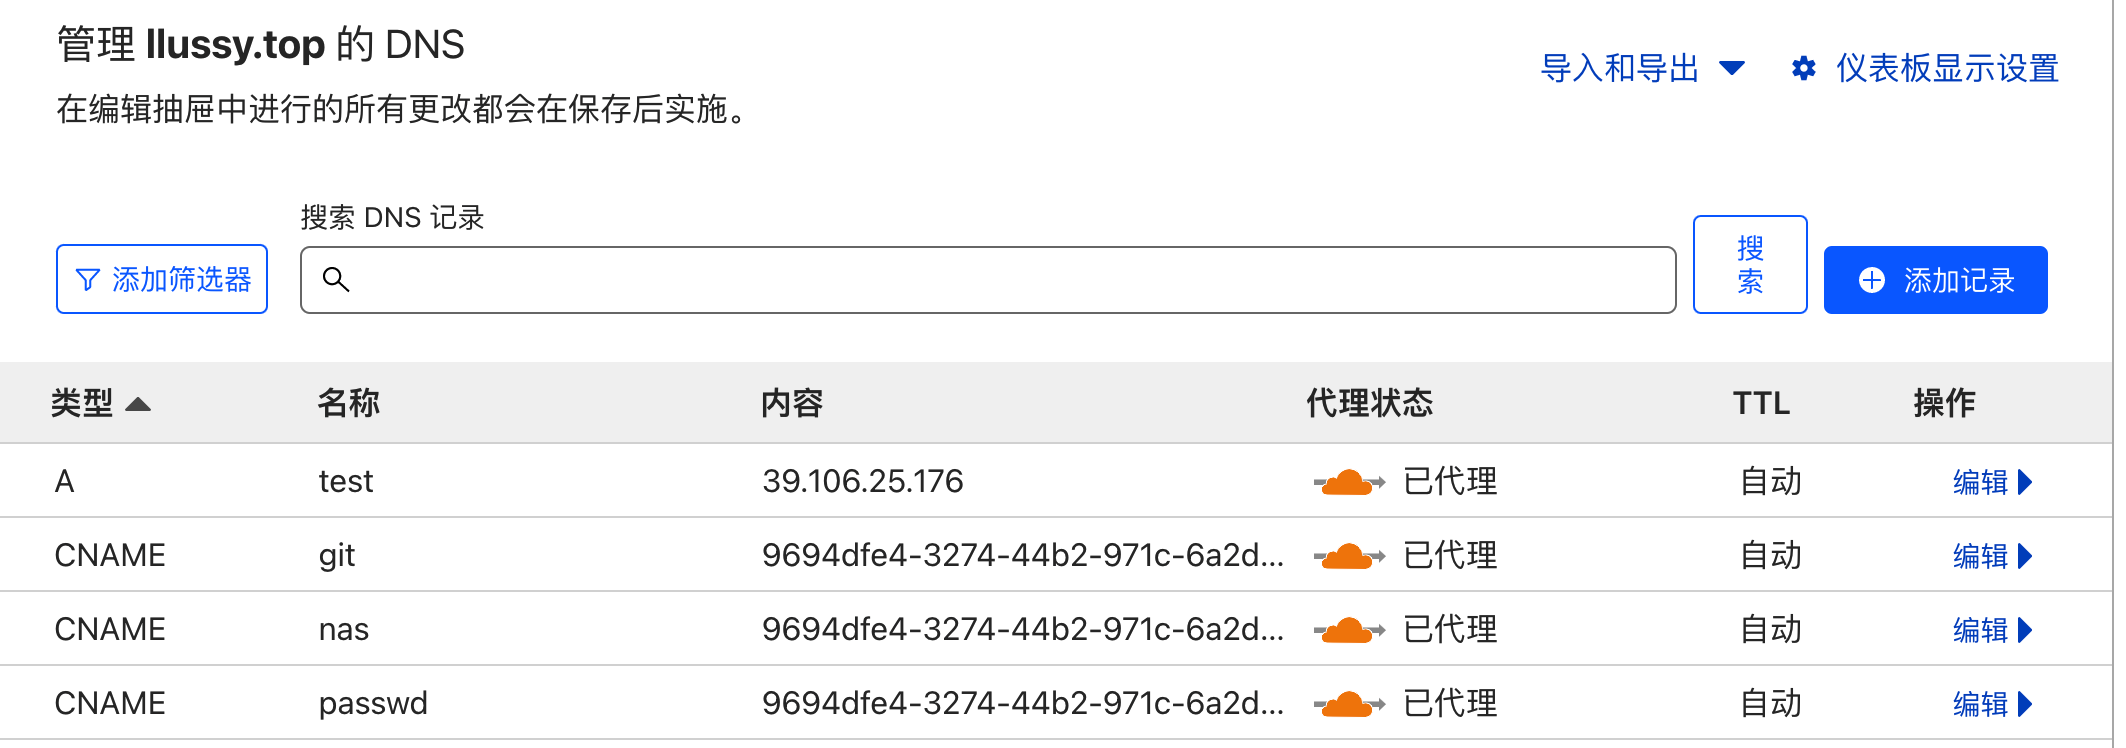 管理 llussy.top 的 DNS
在编辑抽屉中进行的所有更改都会在保存后实施。
导入和导出
仪表板显示设置
搜索 DNS 记录
添加筛选器
搜
索
添加记录
类型 名称 内容 代理状态 TTL 操作
A test 39.106.25.176 已代理 自动 编辑
CNAME git 9694dfe4-3274-44b2-971c-6a2d... 已代理 自动 编辑
CNAME nas 9694dfe4-3274-44b2-971c-6a2d... 已代理 自动 编辑
CNAME passwd 9694dfe4-3274-44b2-971c-6a2d... 已代理 自动 编辑